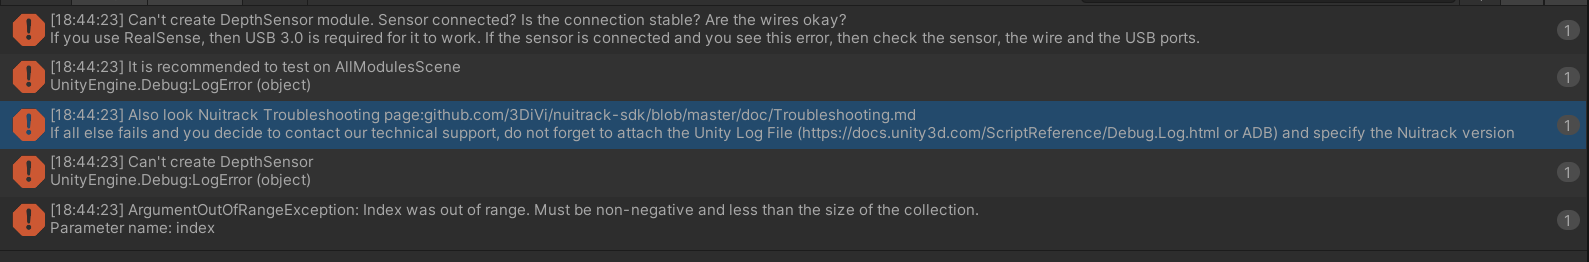 [18:44:23] Can't create DepthSensor module. Sensor connected? Is the connection stable? Are the wires okay?
If you use RealSense, then USB 3.0 is required for it to work. If the sensor is connected and you see this error, then check the sensor, the wire and the USB ports.
1
[18:44:23] It is recommended to test on AllModulesScene
UnityEngine.Debug:LogError (object)
1
[18:44:23] Also look Nuitrack Troubleshooting page:github.com/3DiVi/nuitrack-sdk/blob/master/doc/Troubleshooting.md
If all else fails and you decide to contact our technical support, do not forget to attach the Unity Log File (https://docs.unity3d.com/ScriptReference/Debug.Log.html or ADB) and specify the Nuitrack version
1
[18:44:23] Can't create DepthSensor
UnityEngine.Debug:LogError (object)
1
[18:44:23] ArgumentOutOfRangeException: Index was out of range. Must be non-negative and less than the size of the collection.
Parameter name: index
1